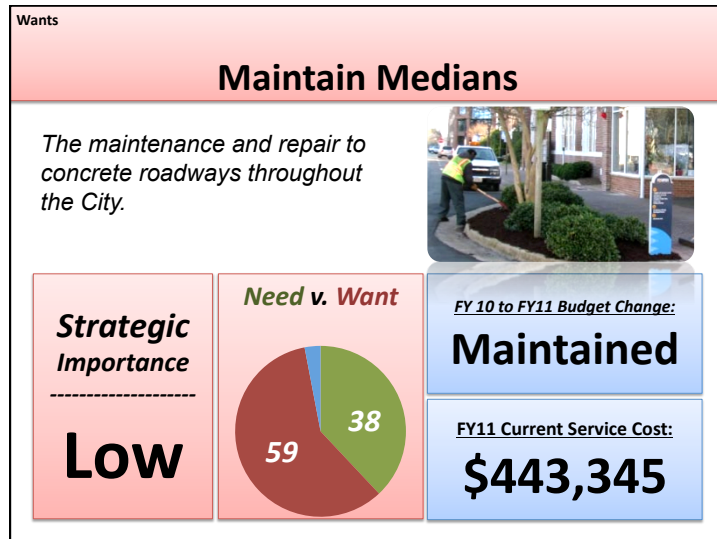 Wants
Maintain Medians
The maintenance and repair to
concrete roadways throughout
the City.
Strategic
Importance
--------------------
Low
Need v. Want
38
59
FY 10 to FY11 Budget Change:
Maintained
FY11 Current Service Cost:
$443,345